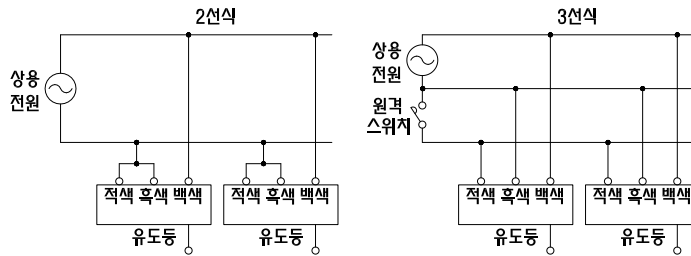 2선식
상용
전원
적색 흑색 백색
유도등
적색 흑색 백색
유도등
3선식
상용
전원
원격
스위치
적색 흑색 백색
유도등
적색 흑색 백색
유도등